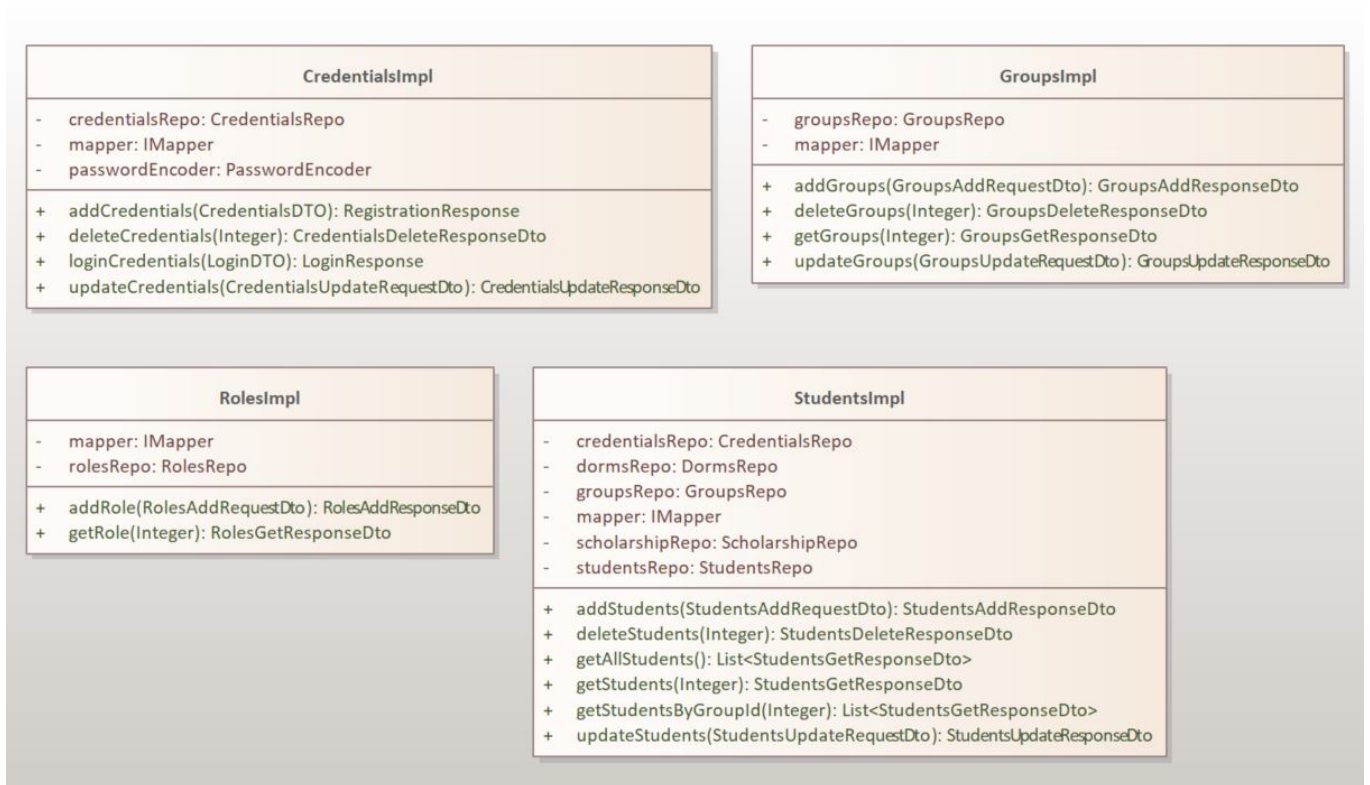 CredentialsImpl
- credentialsRepo: CredentialsRepo
- mapper: IMapper
- passwordEncoder: PasswordEncoder
+ addCredentials(CredentialsDTO): RegistrationResponse
+ deleteCredentials(Integer): CredentialsDeleteResponseDto
+ loginCredentials(LoginDTO): LoginResponse
+ updateCredentials(CredentialsUpdateRequestDto): CredentialsUpdateResponseDto
GroupsImpl
- groupsRepo: GroupsRepo
- mapper: IMapper
+ addGroups(GroupsAddRequestDto): GroupsAddResponseDto
+ deleteGroups(Integer): GroupsDeleteResponseDto
+ getGroups(Integer): GroupsGetResponseDto
+ updateGroups(GroupsUpdateRequestDto): GroupsUpdateResponseDto
RolesImpl
- mapper: IMapper
- rolesRepo: RolesRepo
+ addRole(RolesAddRequestDto): RolesAddResponseDto
+ getRole(Integer): RolesGetResponseDto
StudentsImpl
- credentialsRepo: CredentialsRepo
- dormsRepo: DormsRepo
- groupsRepo: GroupsRepo
- mapper: IMapper
- scholarshipRepo: ScholarshipRepo
- studentsRepo: StudentsRepo
+ addStudents(StudentsAddRequestDto): StudentsAddResponseDto
+ deleteStudents(Integer): StudentsDeleteResponseDto
+ getAllStudents(): List<StudentsGetResponseDto>
+ getStudents(Integer): StudentsGetResponseDto
+ getStudentsByGroupId(Integer): List<StudentsGetResponseDto>
+ updateStudents(StudentsUpdateRequestDto): StudentsUpdateResponseDto